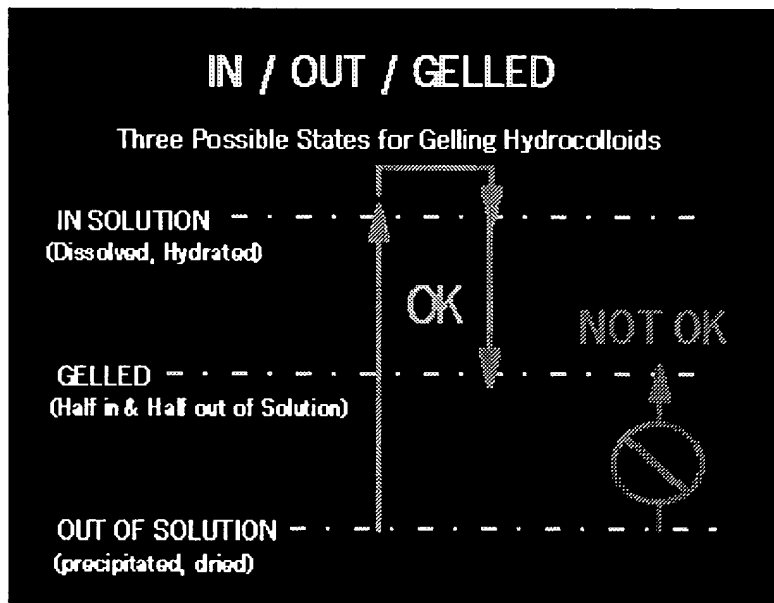 IN / OUT / GELLED
Three Possible States for Gelling Hydrocolloids
IN SOLUTION
(Dissolved, Hydrated)
OK
NOT OK
GELLED
(Half in & Half out of Solution)
OUT OF SOLUTION
(precipitated, dried)